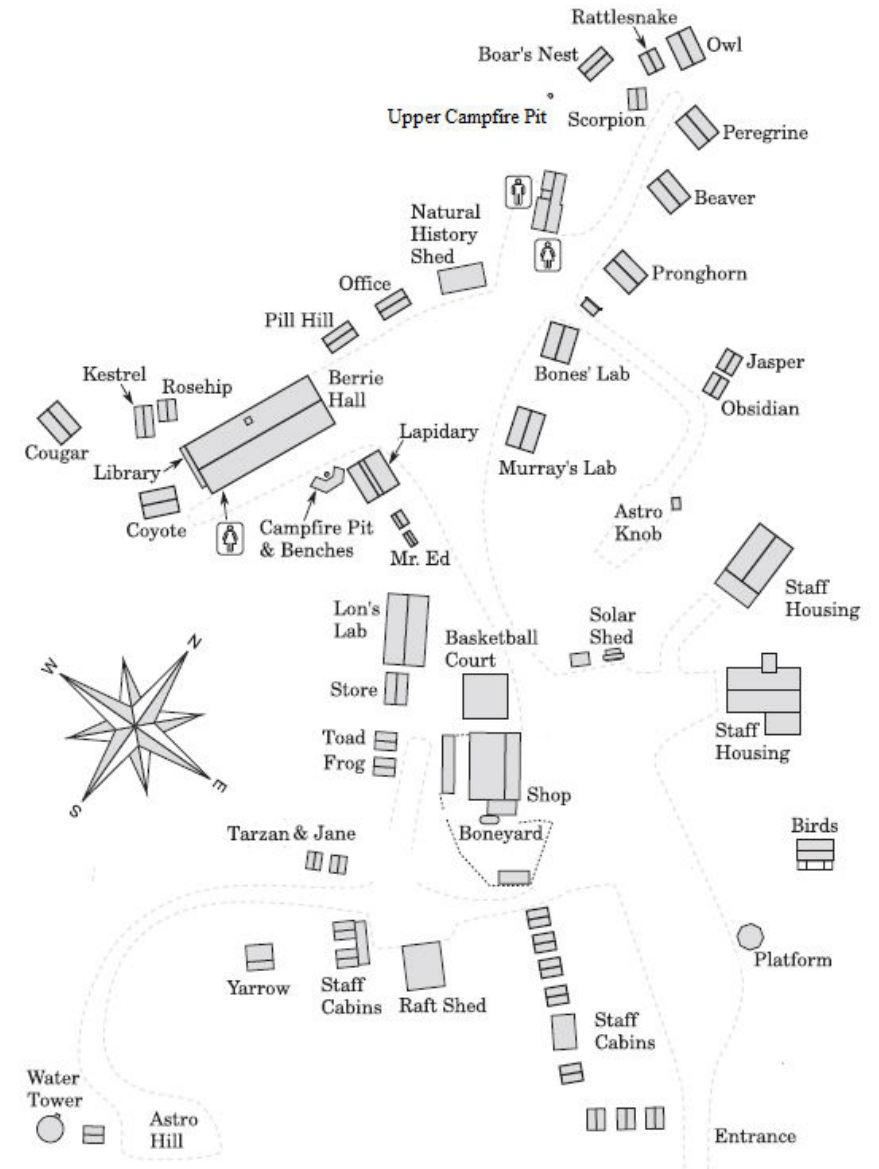 Rattlesnake
Owl
Boar's Nest
Upper Campfire Pit
Scorpion
Peregrine
Beaver
Natural
History
Shed
Pronghorn
Office
Pill Hill
Bones' Lab
Jasper
Obsidian
Kestrel
Rosehip
Berrie
Hall
Cougar
Library
Lapidary
Murray's Lab
Coyote
Campfire Pit
& Benches
Mr. Ed
Astro
Knob
Staff
Housing
Lon's
Lab
Basketball
Court
Solar
Shed
N
W
E
S
Store
Staff
Housing
Toad
Frog
Shop
Boneyard
Birds
Tarzan & Jane
Platform
Yarrow
Staff
Cabins
Raft Shed
Staff
Cabins
Water
Tower
Astro
Hill
Entrance